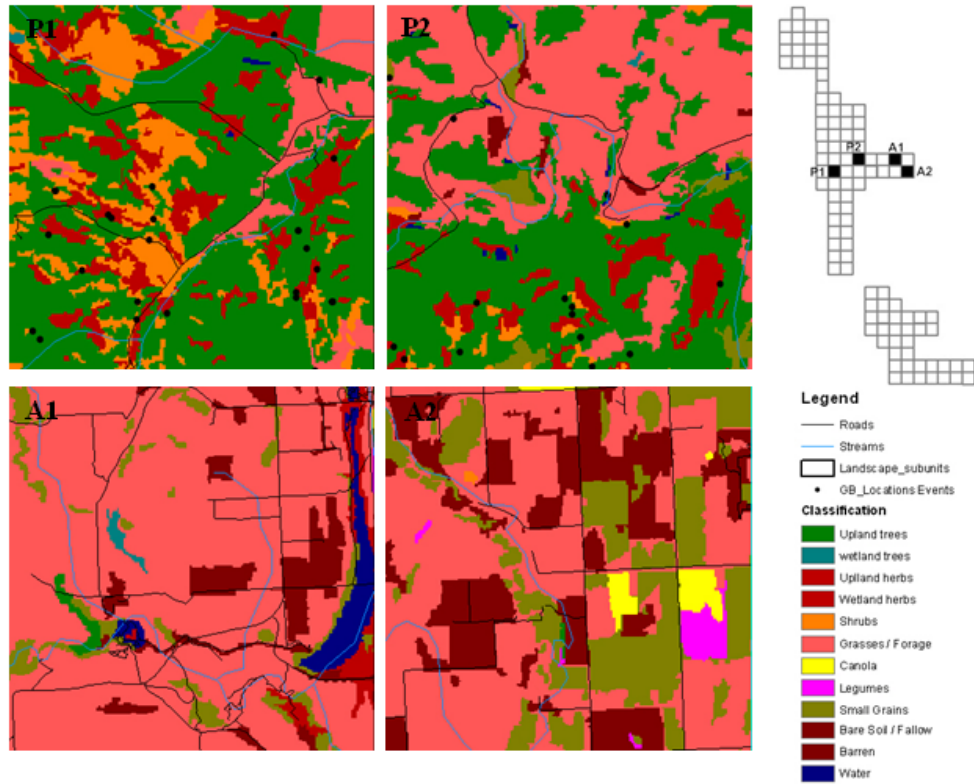 P1
P2
A1
A2
P2
A1
P1
A2
Legend
Roads
Streams
Landscape_subunits
GB_Locations Events
Classification
Upland trees
wetland trees
Uplland herbs
Wetland herbs
Shrubs
Grasses / Forage
Canola
Legumes
Small Grains
Bare Soil / Fallow
Barren
Water